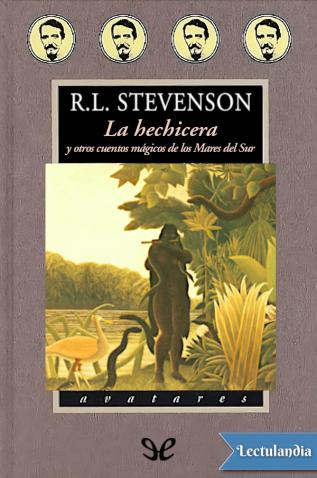 R.L. STEVENSON
La hechicera
y otros cuentos mágicos de los Mares del Sur
avatares
Lectulandia